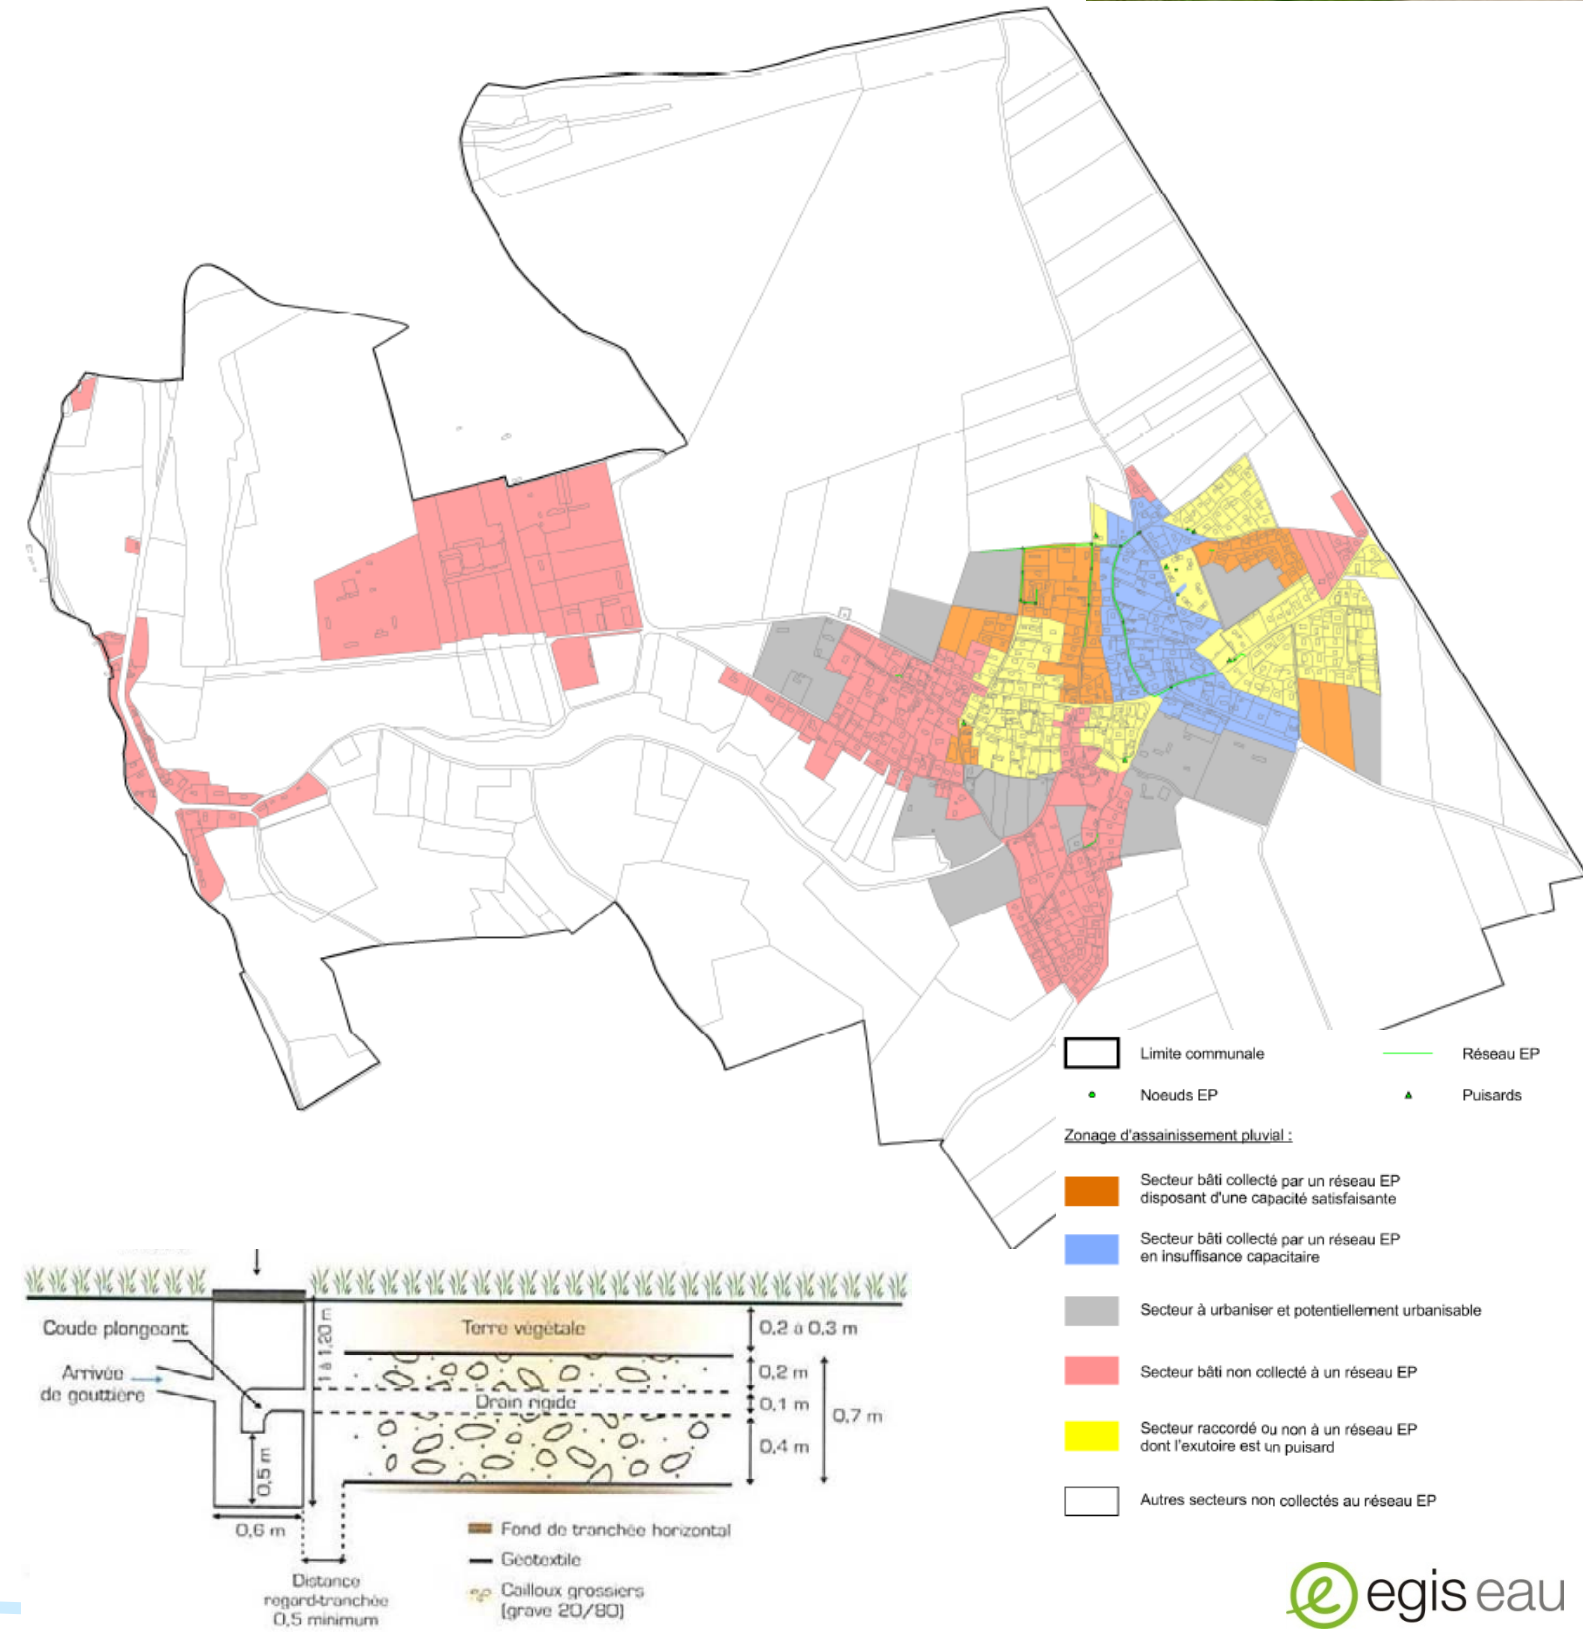 Limite communale
Réseau EP
Noeuds EP
Puisards
Zonage d'assainissement pluvial :
Secteur bâti collecté par un réseau EP
disposant d'une capacité satisfaisante
Secteur bâti collecté par un réseau EP
en insuffisance capacitaire
Secteur à urbaniser et potentiellement urbanisable
Secteur bâti non collecté à un réseau EP
Secteur raccordé ou non à un réseau EP
dont l'exutoire est un puisard
Autres secteurs non collectés au réseau EP
Coude plongeant
Arrivée
de gouttière
1 à 1,20 m
0,5 m
0,6 m
Distance
regard-tranchée
0,5 minimum
Terre végétale
Drain rigide
0,2 à 0,3 m
0,2 m
0,1 m
0,4 m
0,7 m
Fond de tranchée horizontal
Géotextile
Cailloux grossiers
(grave 20/80)
egis eau